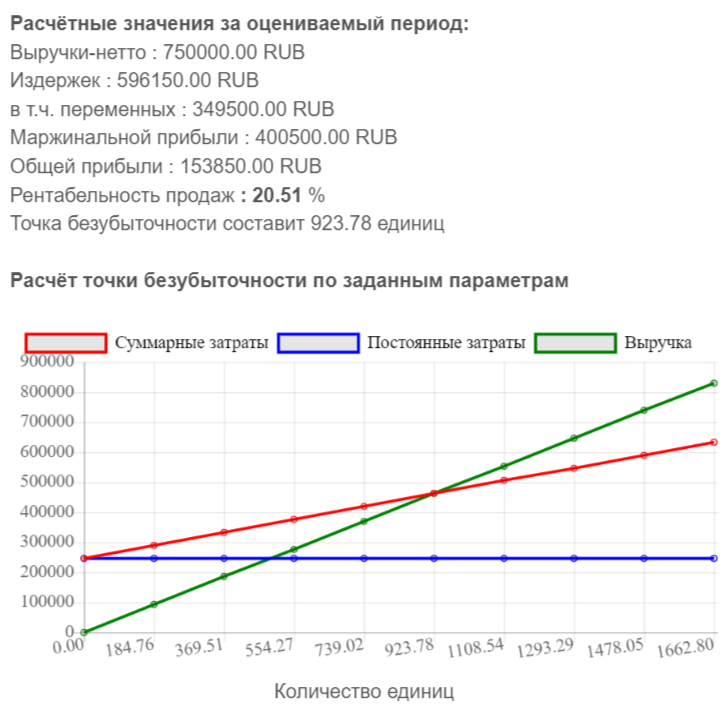 Расчётные значения за оцениваемый период:
Выручки-нетто : 750000.00 RUB
Издержек : 596150.00 RUB
в т.ч. переменных : 349500.00 RUB
Маржинальной прибыли : 400500.00 RUB
Общей прибыли : 153850.00 RUB
Рентабельность продаж : 20.51 %
Точка безубыточности составит 923.78 единиц
Расчёт точки безубыточности по заданным параметрам
Суммарные затраты Постоянные затраты Выручка
900000
800000
700000
600000
500000
400000
300000
200000
100000
0
0.00 184.76 369.51 554.27 739.02 923.78 1108.54 1293.29 1478.05 1662.80
Количество единиц